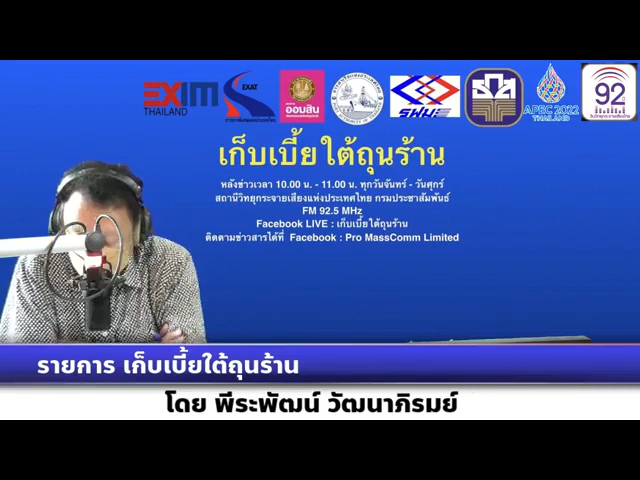 EXIM
THAILAND
EXAT
ออมสิน
รฟม
ธกส
APEC 2022
THAILAND
92
เก็บเบี้ยใต้ถุนร้าน
หลังข่าวเวลา 10.00 น. - 11.00 น. ทุกวันจันทร์ - วันศุกร์
สถานีวิทยุกระจายเสียงแห่งประเทศไทย กรมประชาสัมพันธ์
FM 92.5 MHz
Facebook LIVE : เก็บเบี้ยใต้ถุนร้าน
ติดตามข่าวสารได้ที่ Facebook : Pro MassComm Limited
รายการ เก็บเบี้ยใต้ถุนร้าน
โดย พีระพัฒน์ วัฒนาภิรมย์